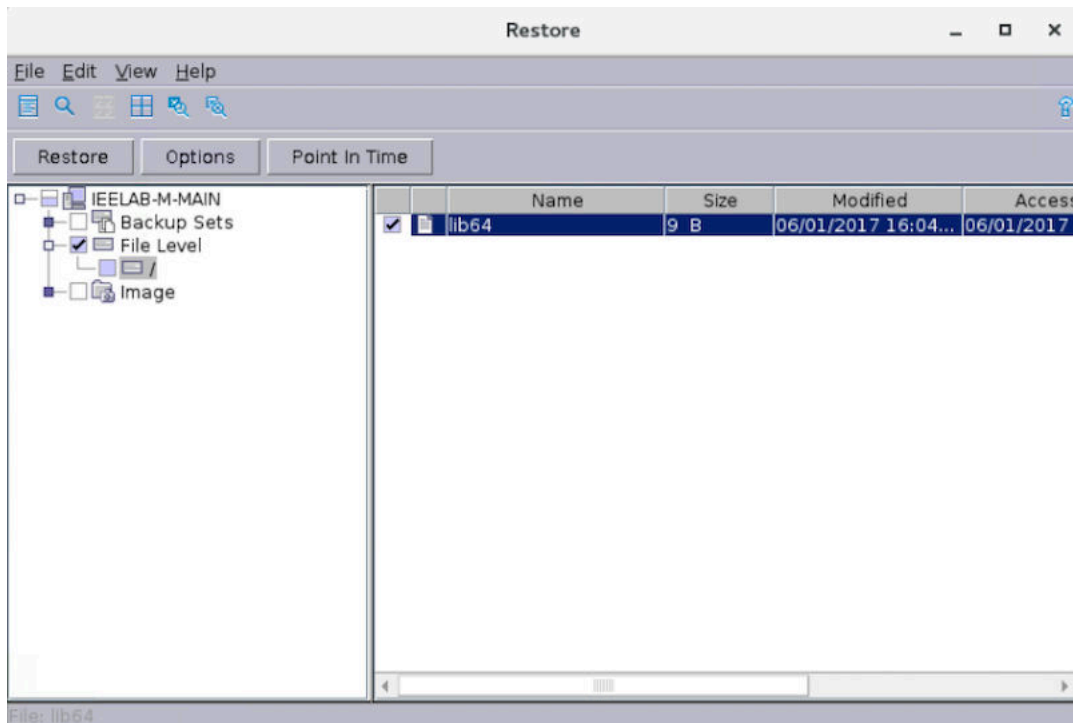 Restore
File Edit View Help
Restore Options Point In Time
IEELAB-M-MAIN
Backup Sets
File Level
/
Image
Name Size Modified Access
lib64 9 B 06/01/2017 16:04... 06/01/2017
File: lib64